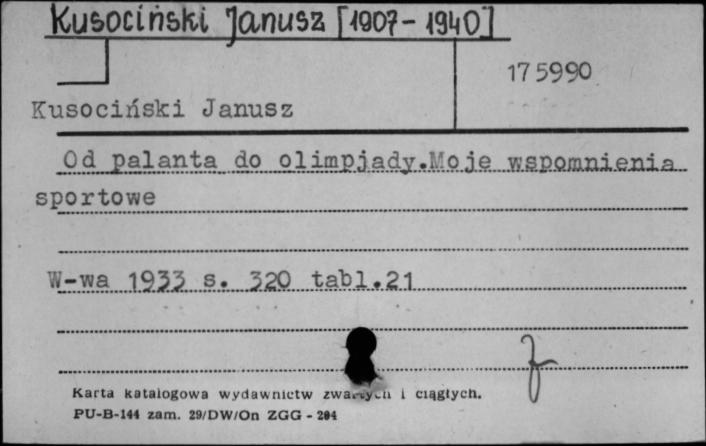 Kusociński Janusz [1907-1940]
175990
Kusociński Janusz
Od palanta do olimpjady.Moje wspomnienia
sportowe
W-wa 1933 s. 320 tabl.21
Karta katalogowa wydawnictw zwartych i ciągłych.
PU-B-144 zam. 29/DW/On ZGG - 204